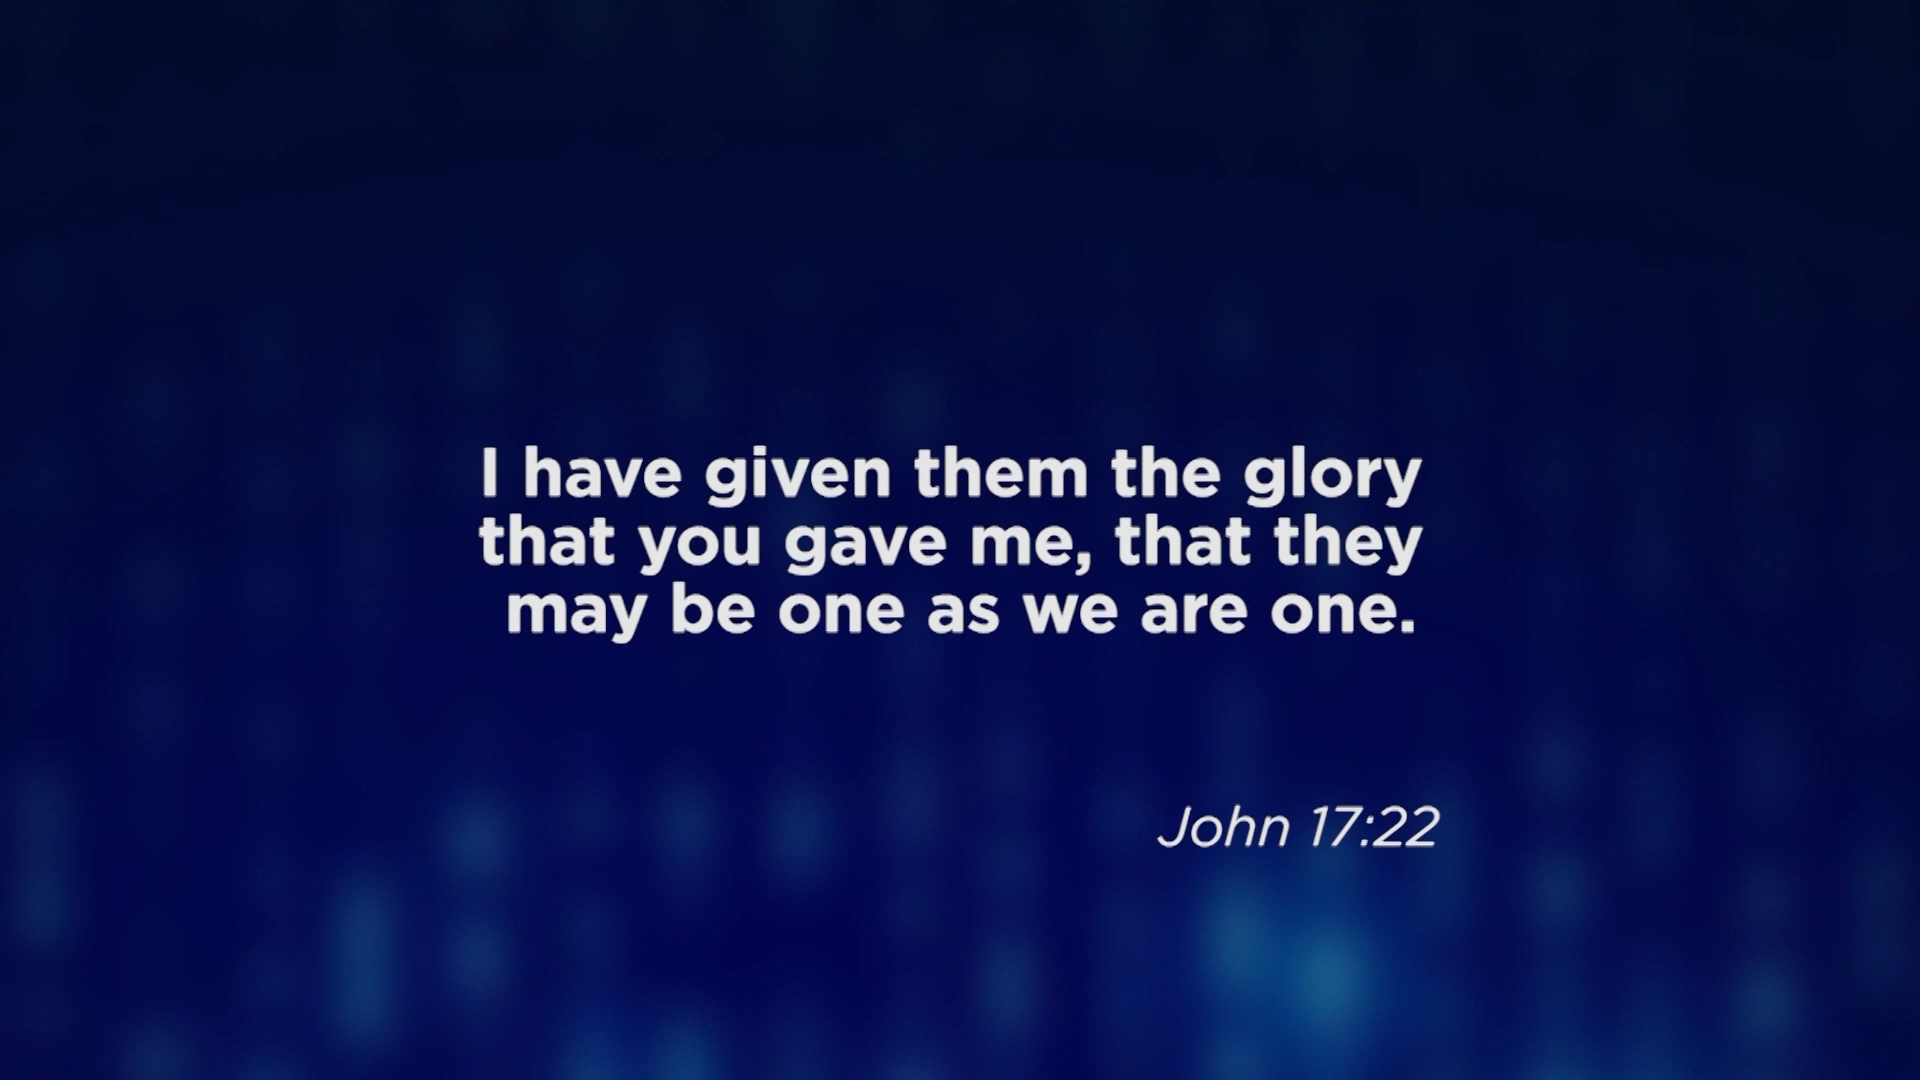 I have given them the glory
that you gave me, that they
may be one as we are one.
John 17:22